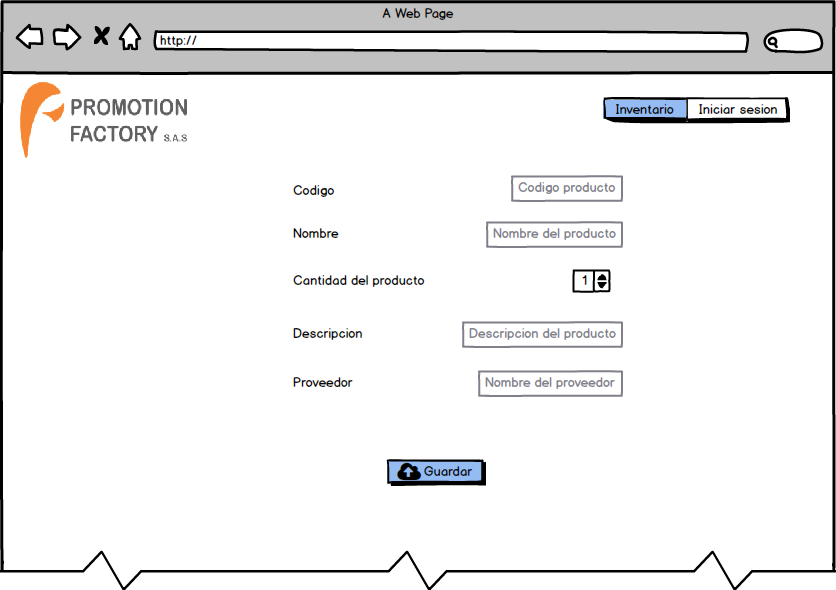 A Web Page
http://
PROMOTION
FACTORY S.A.S
Inventario
Iniciar sesion
Codigo
Codigo producto
Nombre
Nombre del producto
Cantidad del producto
1
Descripcion
Descripcion del producto
Proveedor
Nombre del proveedor
Guardar